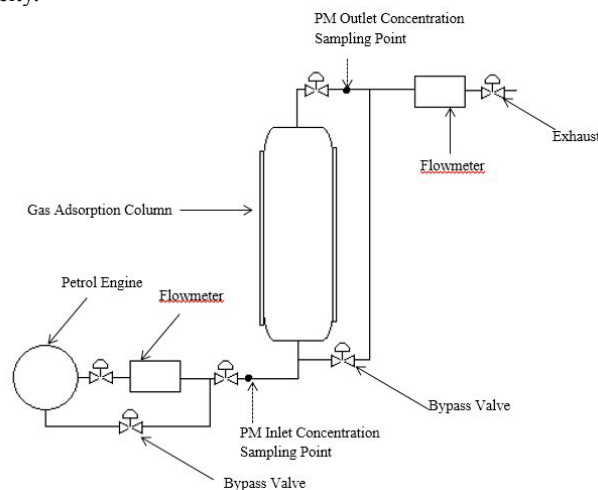 city.
PM Outlet Concentration
Sampling Point
Exhaust
Flowmeter
Gas Adsorption Column
Petrol Engine
Flowmeter
Bypass Valve
PM Inlet Concentration
Sampling Point
Bypass Valve